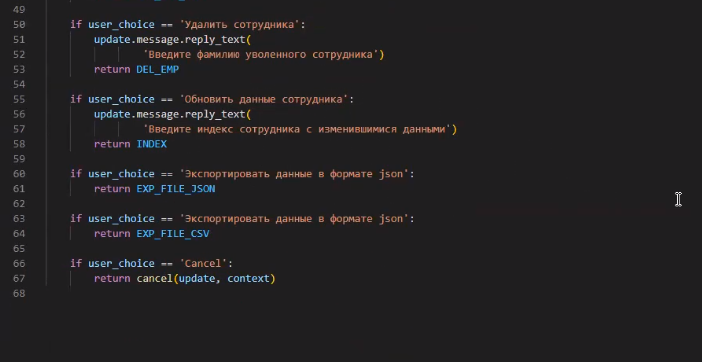 49
50 if user_choice == 'Удалить сотрудника':
51 update.message.reply_text(
52 'Введите фамилию уволенного сотрудника')
53 return DEL_EMP
54
55 if user_choice == 'Обновить данные сотрудника':
56 update.message.reply_text(
57 'Введите индекс сотрудника с изменившимися данными')
58 return INDEX
59
60 if user_choice == 'Экспортировать данные в формате json':
61 return EXP_FILE_JSON
62
63 if user_choice == 'Экспортировать данные в формате json':
64 return EXP_FILE_CSV
65
66 if user_choice == 'Cancel':
67 return cancel(update, context)
68